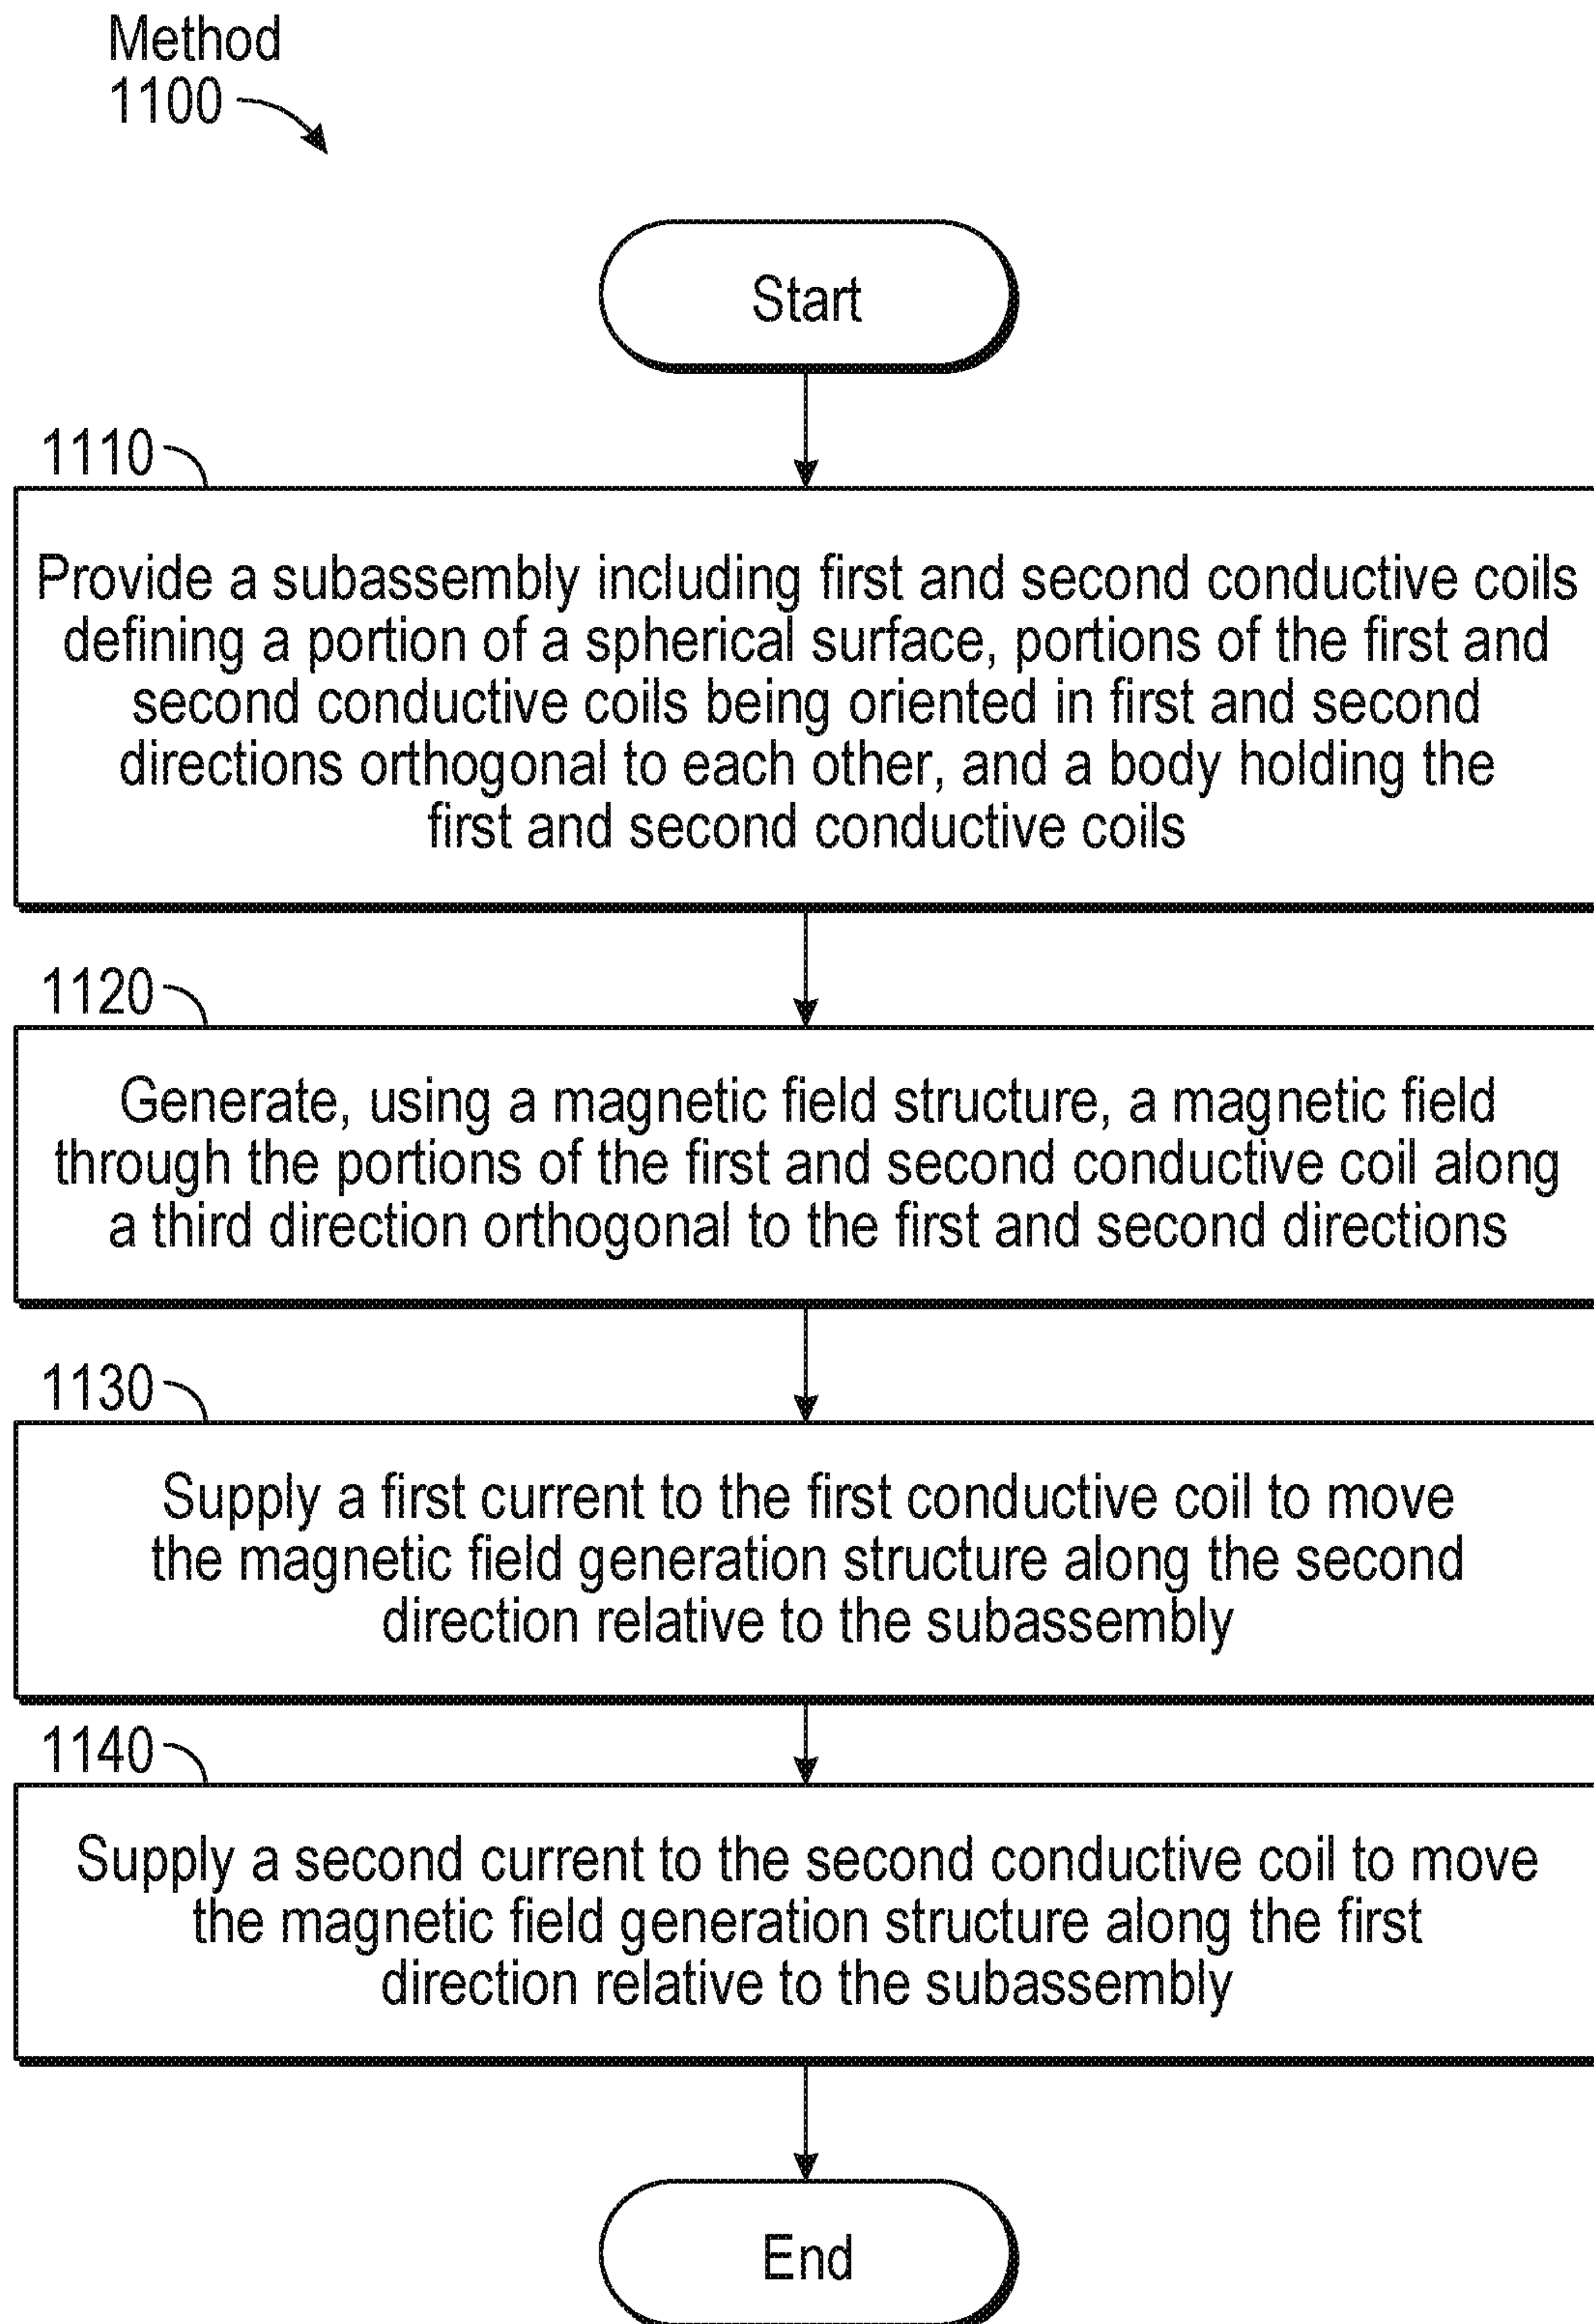 Method
1100
Start
1110
Provide a subassembly including first and second conductive coils
defining a portion of a spherical surface, portions of the first and
second conductive coils being oriented in first and second
directions orthogonal to each other, and a body holding the
first and second conductive coils
1120
Generate, using a magnetic field structure, a magnetic field
through the portions of the first and second conductive coil along
a third direction orthogonal to the first and second directions
1130
Supply a first current to the first conductive coil to move
the magnetic field generation structure along the second
direction relative to the subassembly
1140
Supply a second current to the second conductive coil to move
the magnetic field generation structure along the first
direction relative to the subassembly
End